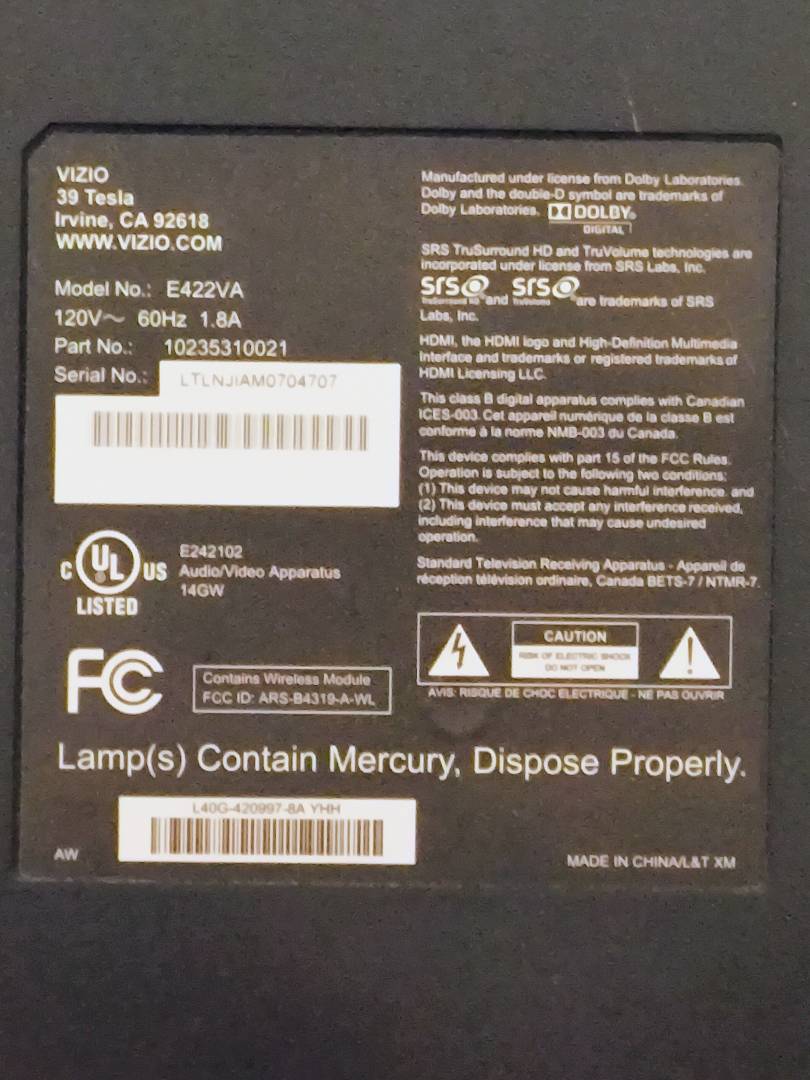 VIZIO
39 Tesla
Irvine, CA 92618
WWW.VIZIO.COM
Model No.: E422VA
120V～ 60Hz 1.8A
Part No.: 10235310021
Serial No.: LTLNJIAM0704707
C UL US
LISTED
E242102
Audio/Video Apparatus
14GW
FC
Contains Wireless Module
FCC ID: ARS-B4319-A-WL
Manufactured under license from Dolby Laboratories.
Dolby and the double-D symbol are trademarks of
Dolby Laboratories. DOLBY
DIGITAL
SRS TruSurround HD and TruVolume technologies are
incorporated under license from SRS Labs, Inc.
SRS SRS
TruSurround HD and TruVolume are trademarks of SRS
Labs, Inc.
HDMI, the HDMI logo and High-Definition Multimedia
Interface and trademarks or registered trademarks of
HDMI Licensing LLC.
This class B digital apparatus complies with Canadian
ICES-003. Cet appareil numérique de la classe B est
conforme à la norme NMB-003 du Canada.
This device complies with part 15 of the FCC Rules.
Operation is subject to the following two conditions:
(1) This device may not cause harmful interference, and
(2) This device must accept any interference received,
including interference that may cause undesired
operation.
Standard Television Receiving Apparatus - Appareil de
réception télévision ordinaire, Canada BETS-7 / NTMR-7.
CAUTION
RISK OF ELECTRIC SHOCK
DO NOT OPEN
AVIS: RISQUE DE CHOC ELECTRIQUE - NE PAS OUVRIR
Lamp(s) Contain Mercury, Dispose Properly.
L40G-420997-8A YHH
AW
MADE IN CHINA/L&T XM